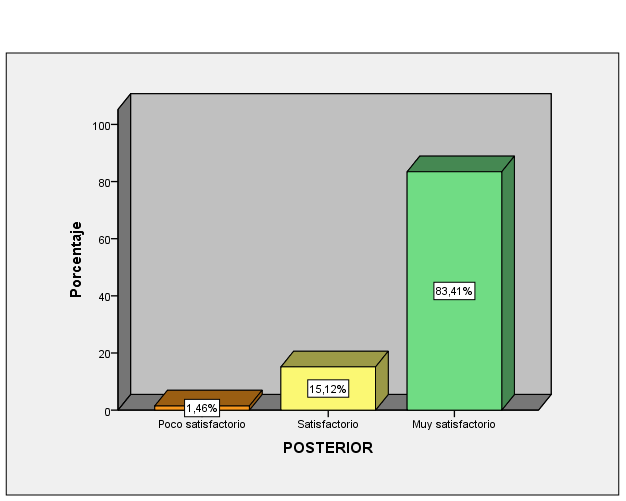 Porcentaje
100
80
60
40
20
0
1,46%
15,12%
83,41%
Poco satisfactorio
Satisfactorio
Muy satisfactorio
POSTERIOR